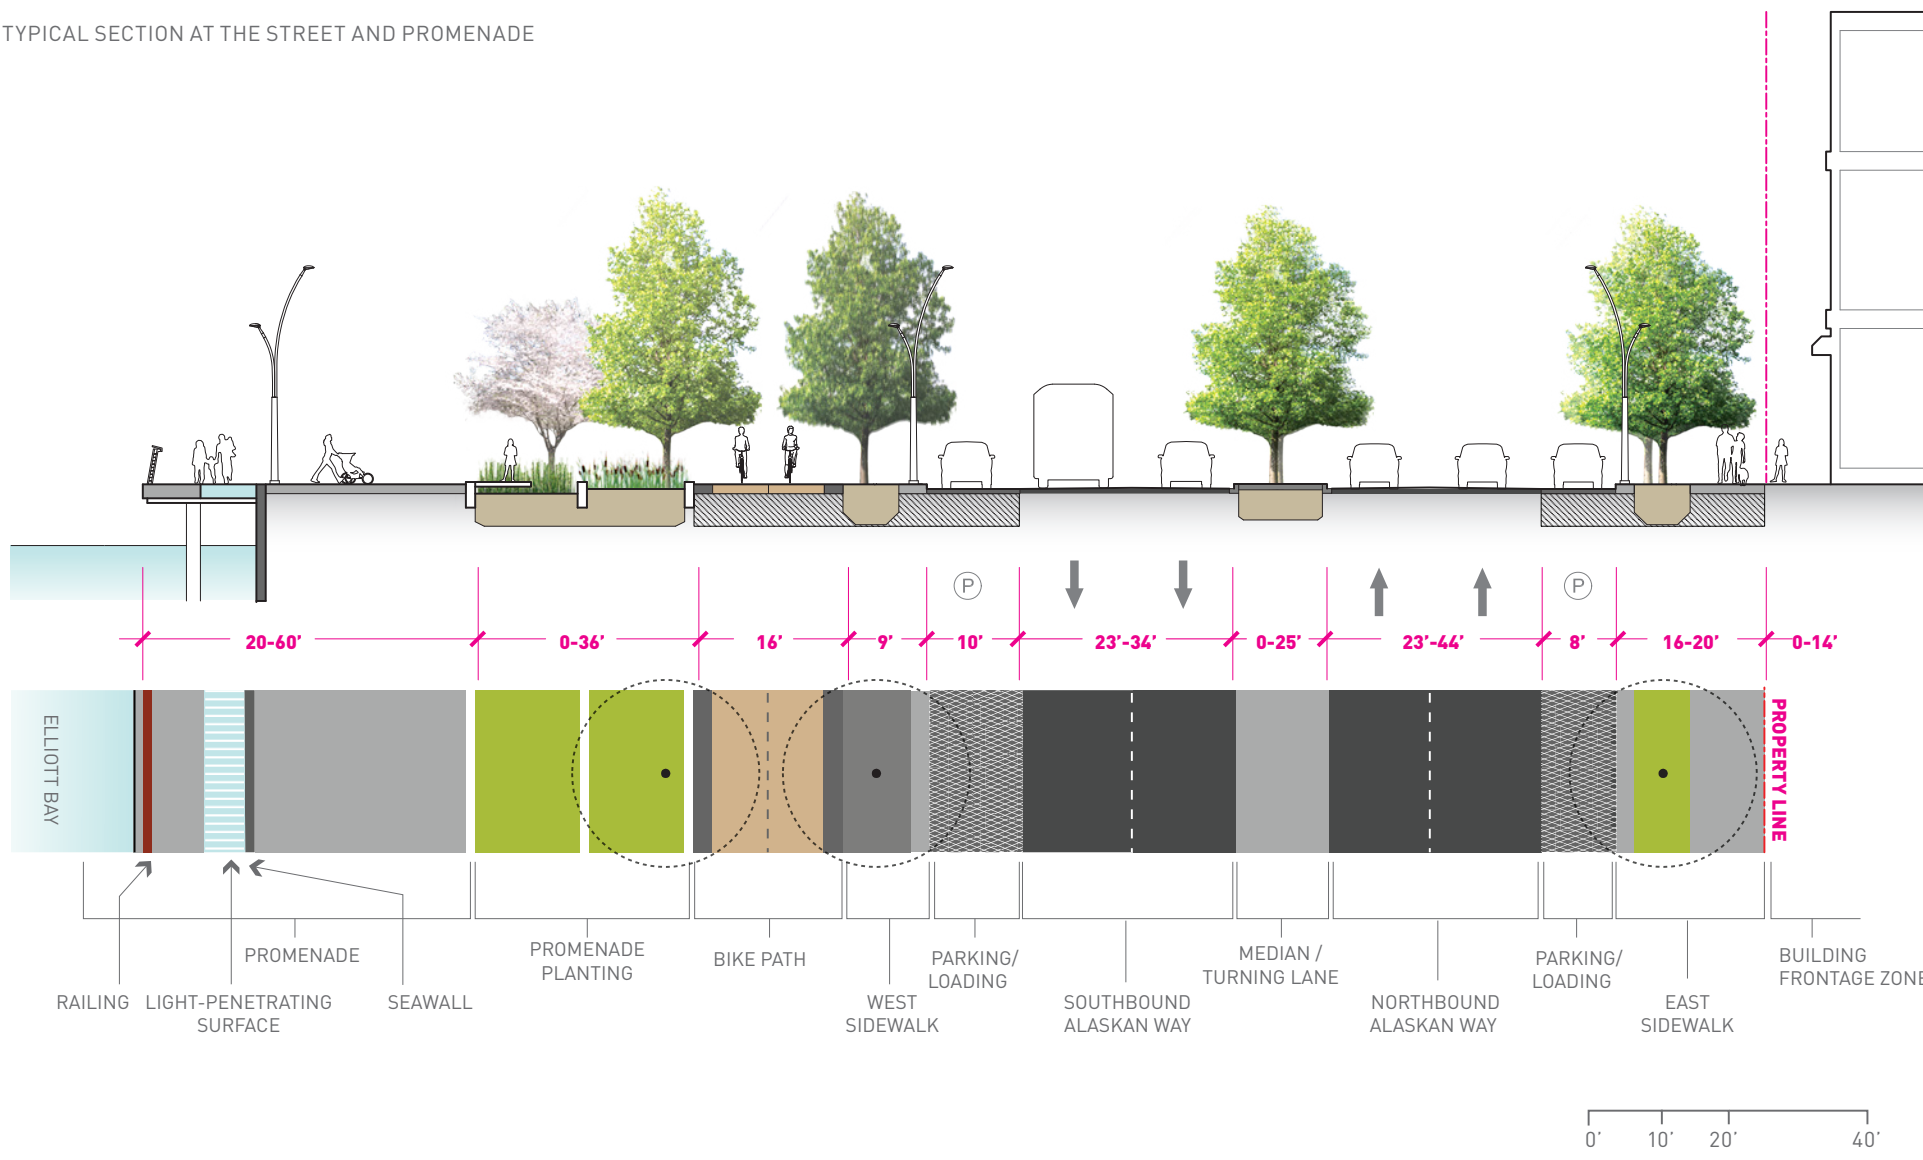 TYPICAL SECTION AT THE STREET AND PROMENADE
P
P
20-60'
0-36'
16'
9'
10'
23'-34'
0-25'
23'-44'
8'
16-20'
0-14'
ELLIOTT BAY
PROPERTY LINE
PROMENADE
RAILING
LIGHT-PENETRATING
SURFACE
SEAWALL
PROMENADE
PLANTING
BIKE PATH
WEST
SIDEWALK
PARKING/
LOADING
SOUTHBOUND
ALASKAN WAY
MEDIAN /
TURNING LANE
NORTHBOUND
ALASKAN WAY
PARKING/
LOADING
EAST
SIDEWALK
BUILDING
FRONTAGE ZONE
0' 10' 20' 40'